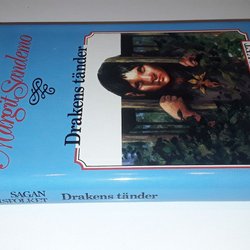 Margit Sandemo
Drakens tänder
SAGAN
ISFOLKET
Drakens tänder